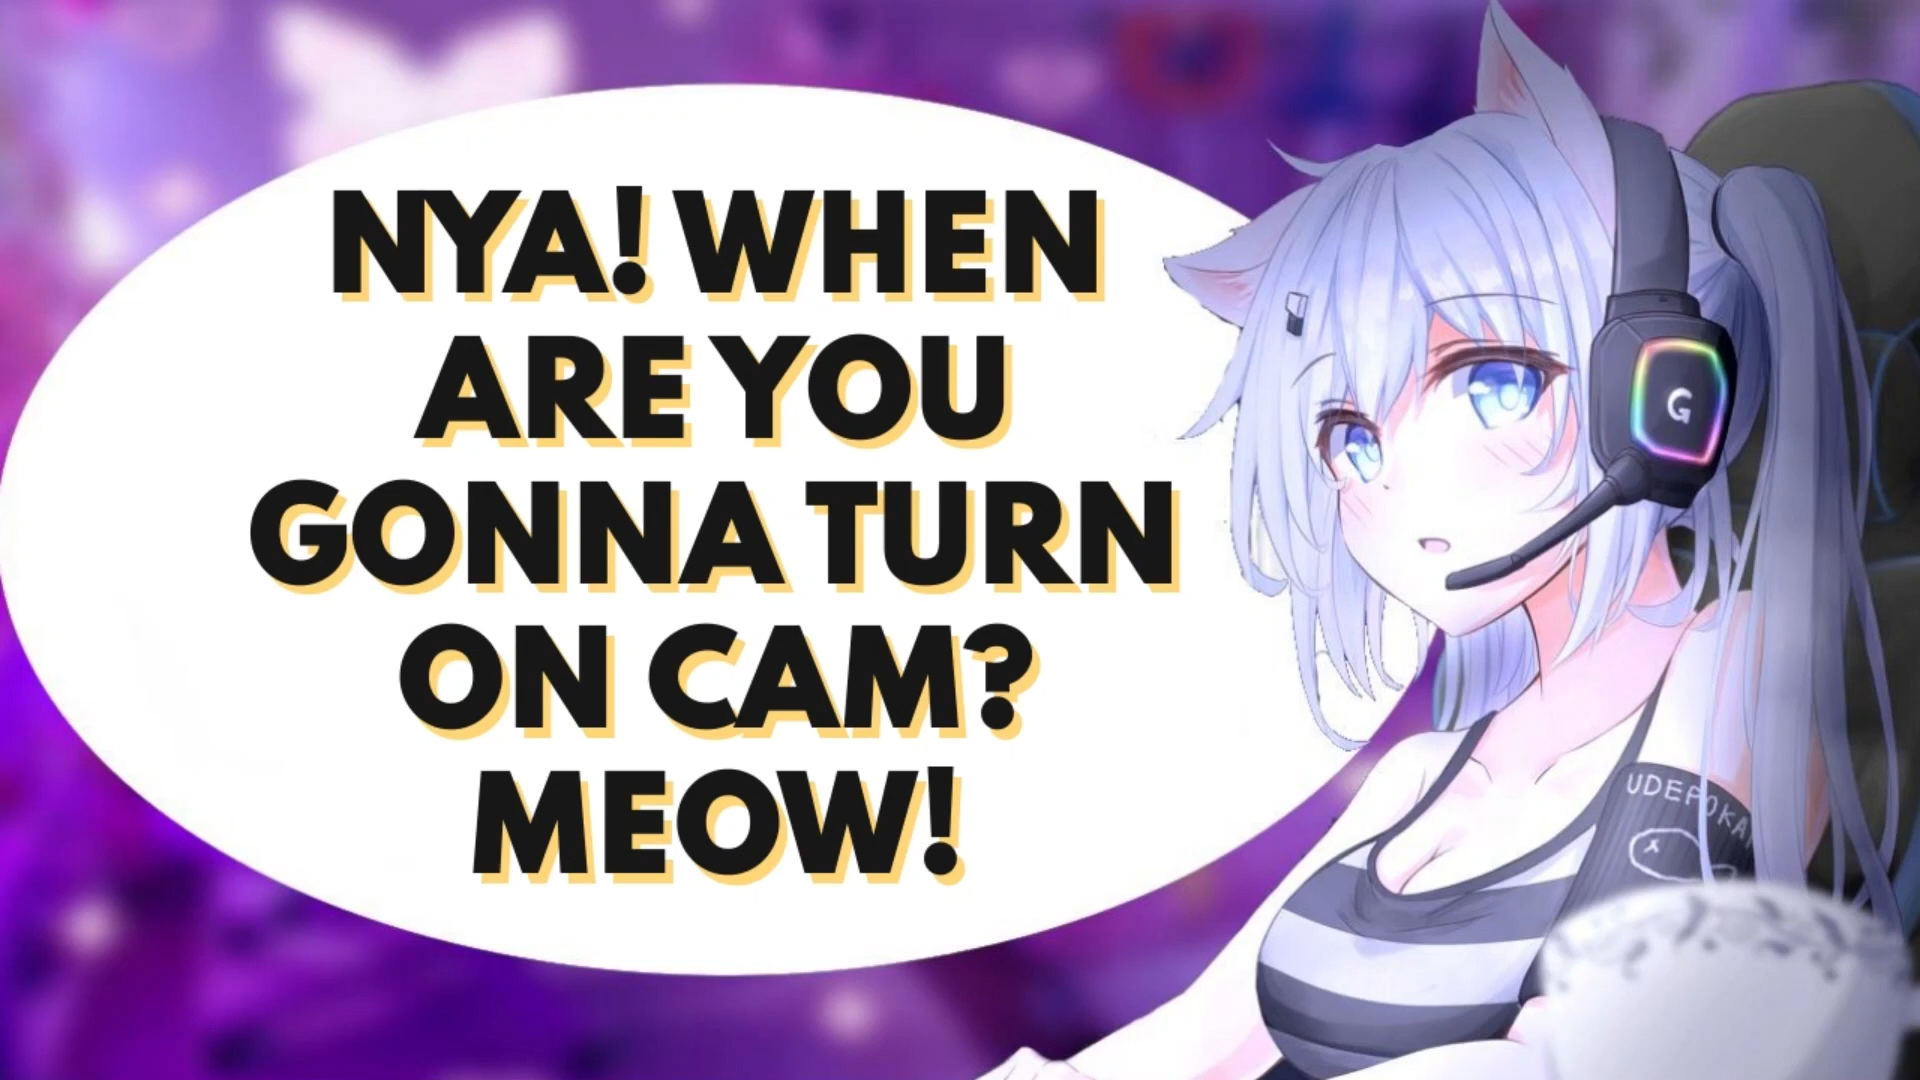 NYA! WHEN
ARE YOU
GONNA TURN
ON CAM?
MEOW!
G